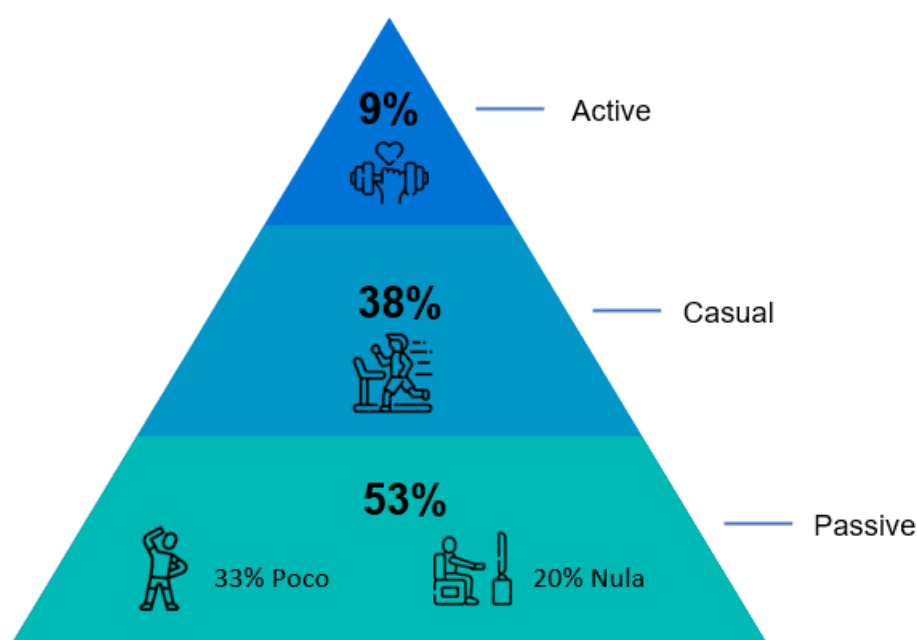 9%
Active
38%
Casual
53%
Passive
33% Poco
20% Nula